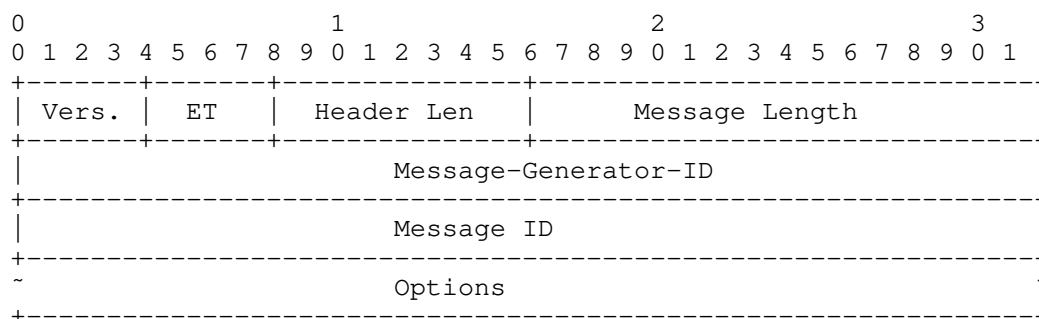 0                   1                   2                   3
0 1 2 3 4 5 6 7 8 9 0 1 2 3 4 5 6 7 8 9 0 1 2 3 4 5 6 7 8 9 0 1
+-------+-------+---------------+-------------------------------
| Vers. |  ET   |  Header Len   |      Message Length
+-------+-------+---------------+-------------------------------
|                       Message-Generator-ID
+---------------------------------------------------------------
|                       Message ID
+---------------------------------------------------------------
~                       Options                                ~
+---------------------------------------------------------------